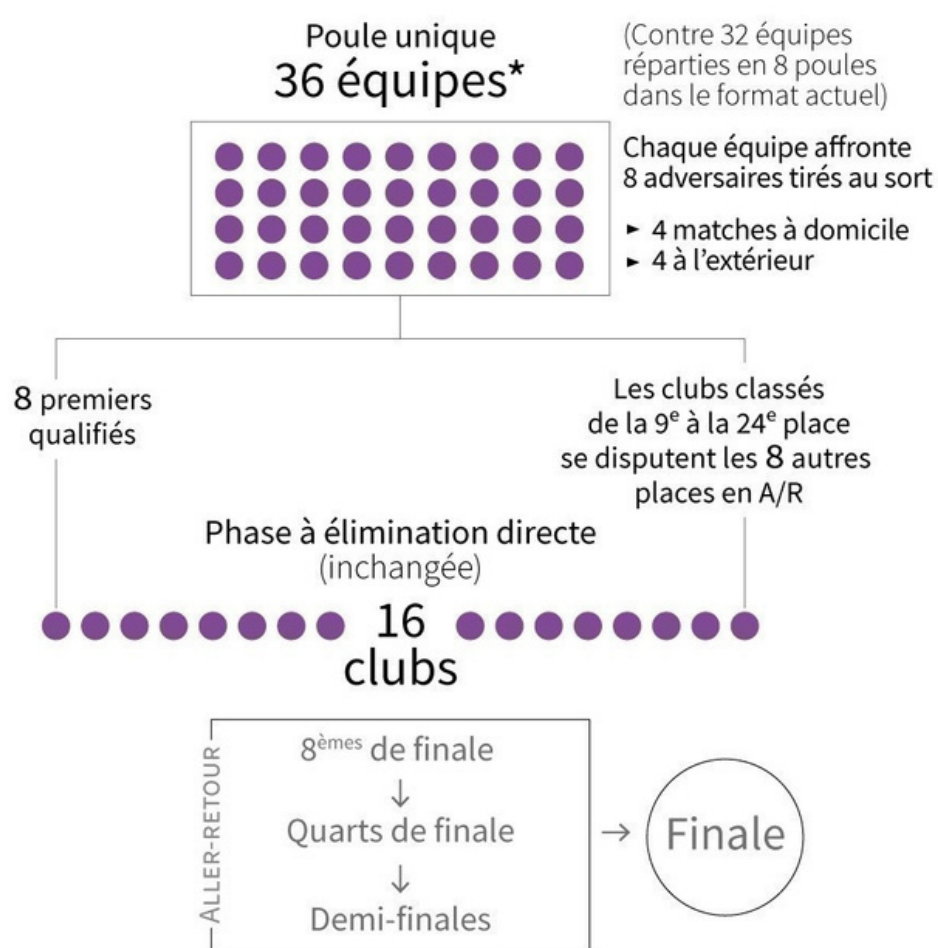 Poule unique
36 équipes*
(Contre 32 équipes
réparties en 8 poules
dans le format actuel)
Chaque équipe affronte
8 adversaires tirés au sort
► 4 matches à domicile
► 4 à l'extérieur
8 premiers
qualifiés
Les clubs classés
de la 9e à la 24e place
se disputent les 8 autres
places en A/R
Phase à élimination directe
(inchangée)
16
clubs
ALLER-RETOUR
8èmes de finale
↓
Quarts de finale
↓
Demi-finales
→
Finale